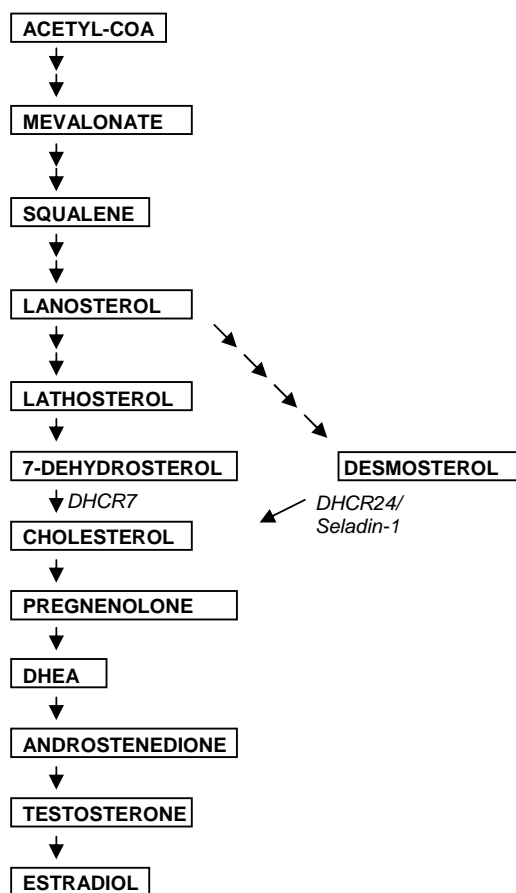 ACETYL-COA
MEVALONATE
SQUALENE
LANOSTEROL
LATHOSTEROL
7-DEHYDROSTEROL
DESMOSTEROL
DHCR7
DHCR24/
Seladin-1
CHOLESTEROL
PREGNENOLONE
DHEA
ANDROSTENEDIONE
TESTOSTERONE
ESTRADIOL